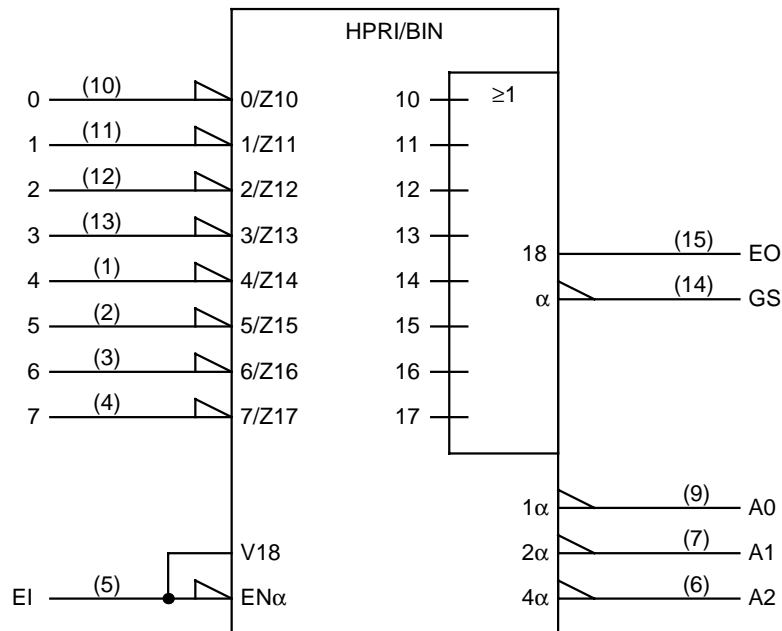 HPRI/BIN
0 (10) 0/Z10 10 ≥1
1 (11) 1/Z11 11
2 (12) 2/Z12 12
3 (13) 3/Z13 13
18 (15) EO
4 (1) 4/Z14 14
α (14) GS
5 (2) 5/Z15 15
6 (3) 6/Z16 16
7 (4) 7/Z17 17
1α (9) A0
V18 2α (7) A1
EI (5) ENα 4α (6) A2